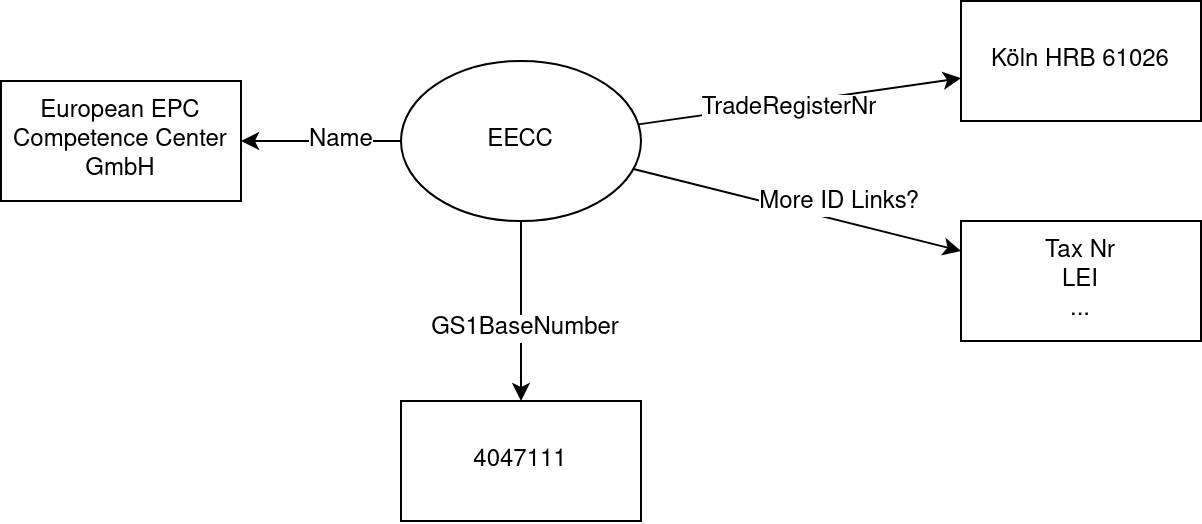 Köln HRB 61026
European EPC
Competence Center
GmbH
Name
EECC
TradeRegisterNr
More ID Links?
Tax Nr
LEI
...
GS1BaseNumber
4047111